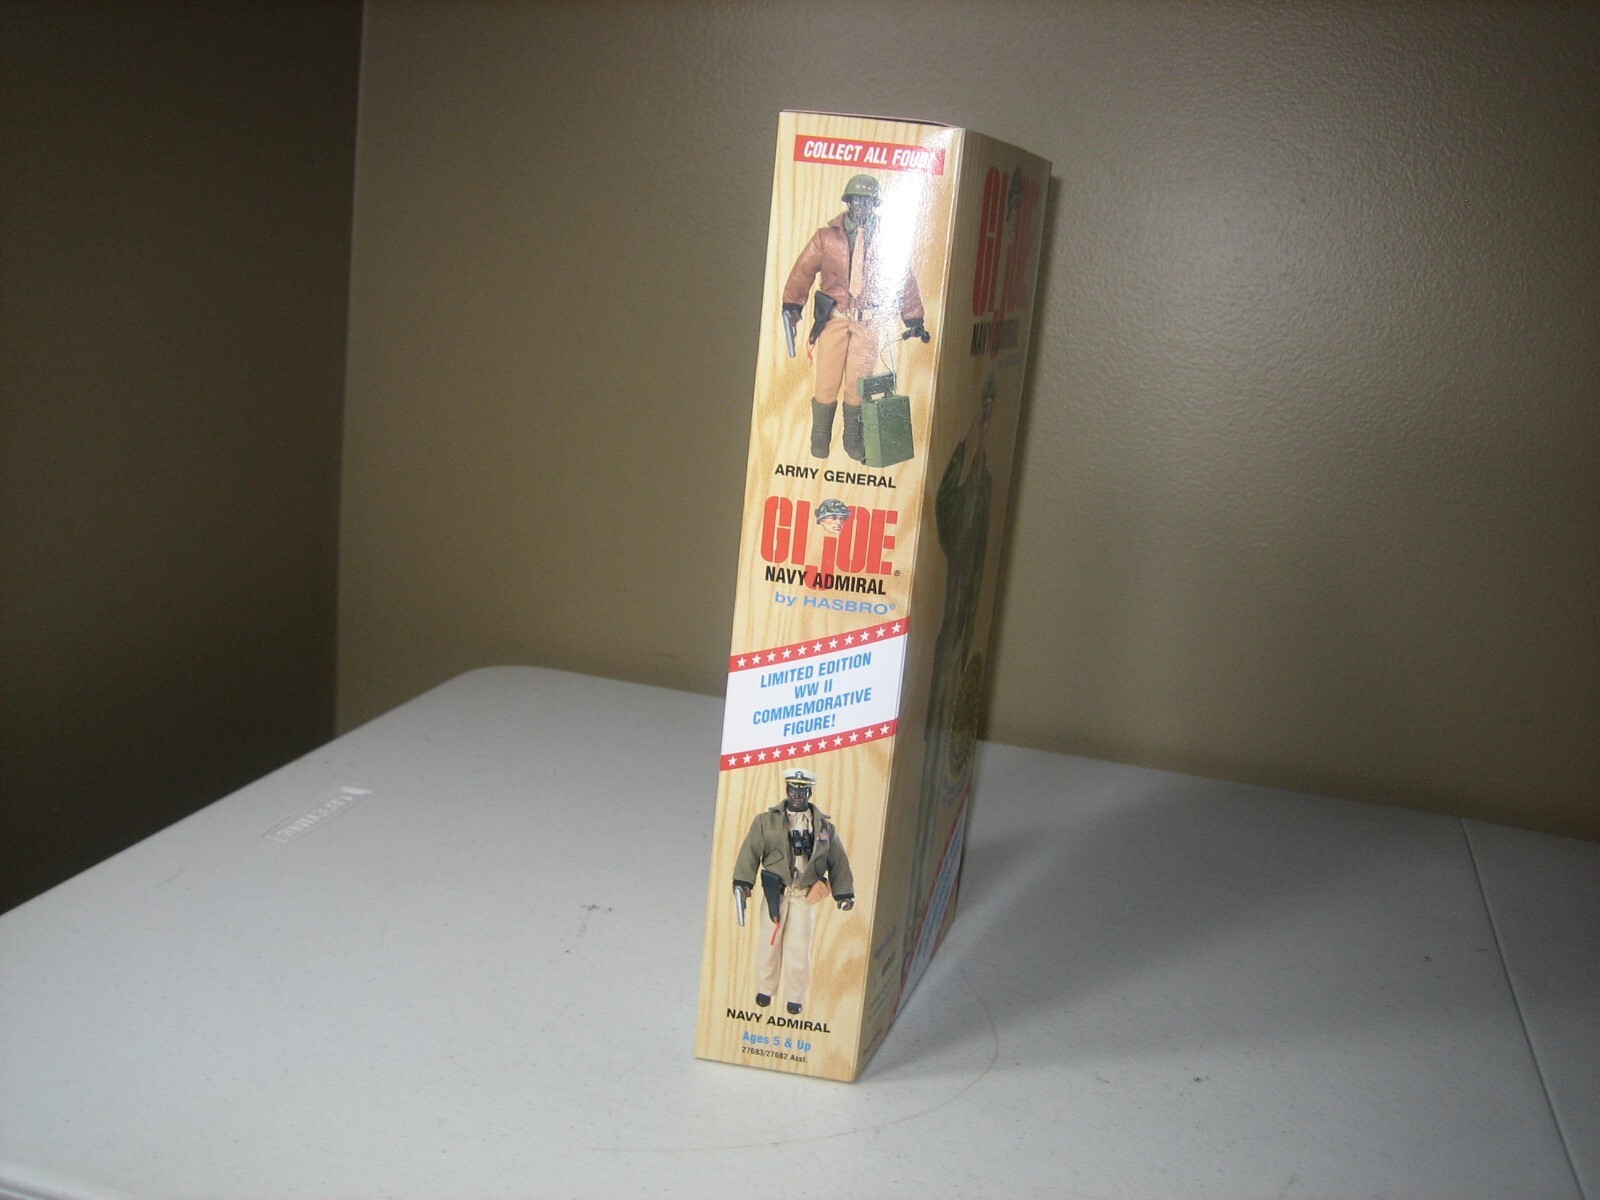 COLLECT ALL FOUR
ARMY GENERAL
GI JOE®
NAVY ADMIRAL
by HASBRO®
LIMITED EDITION
WW II
COMMEMORATIVE
FIGURE!
NAVY ADMIRAL
Ages 5 & Up
27683/27682 Asst.
GI JOE
NAVY ADMIRAL
LIFETIME